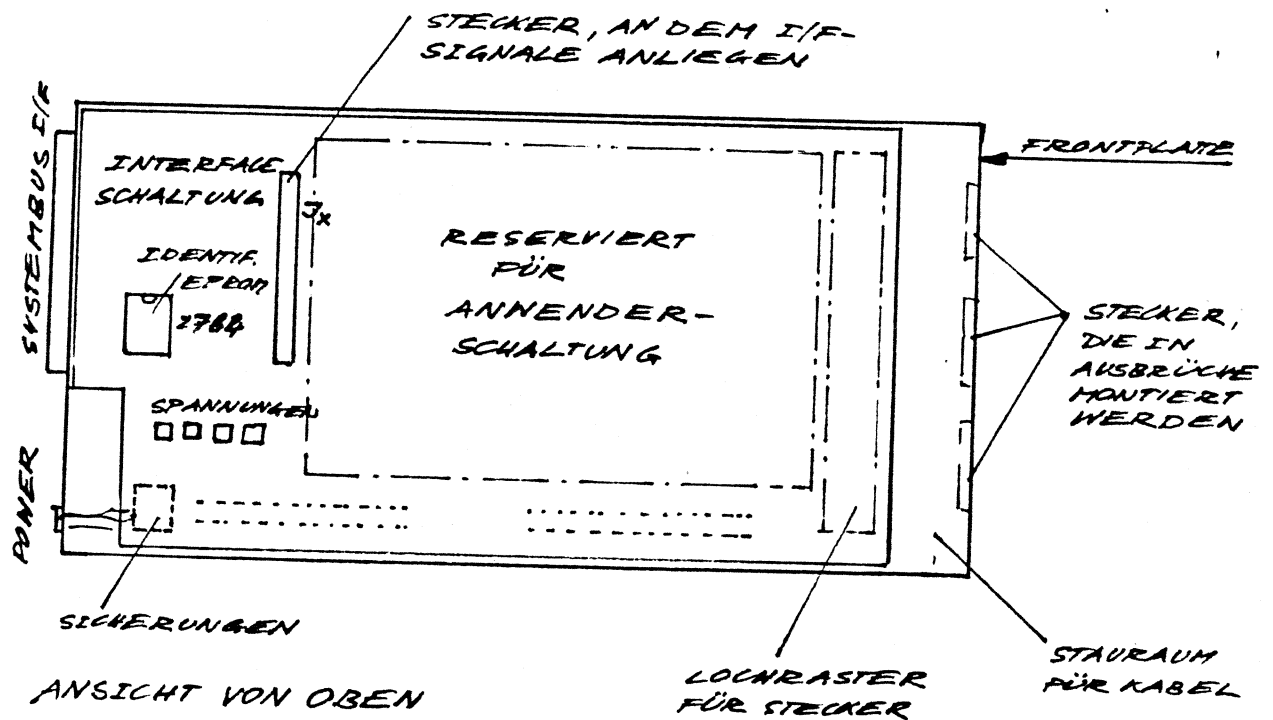 STECKER, AN DEM I/F-
SIGNALE ANLIEGEN
SYSTEMBUS I/F
INTERFACE
SCHALTUNG
Jx
FRONTPLATE
IDENTIF.
EPROM
RESERVIERT
FÜR
ANWENDER-
SCHALTUNG
STECKER,
DIE IN
AUSBRÜCHE
MONTIERT
WERDEN
SPANNUNGEN
POWER
SICHERUNGEN
LOCHRASTER
FÜR STECKER
STAURAUM
FÜR KABEL
ANSICHT VON OBEN